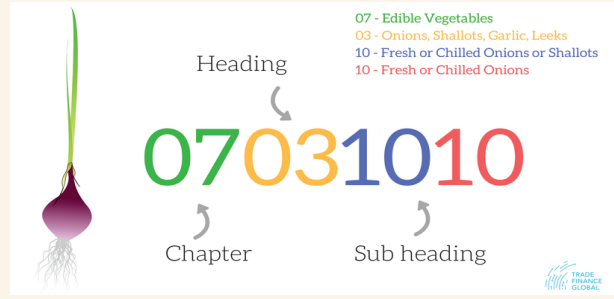 07 - Edible Vegetables
03 - Onions, Shallots, Garlic, Leeks
10 - Fresh or Chilled Onions or Shallots
10 - Fresh or Chilled Onions
Heading
07031010
Chapter
Sub heading
TRADE
FINANCE
GLOBAL